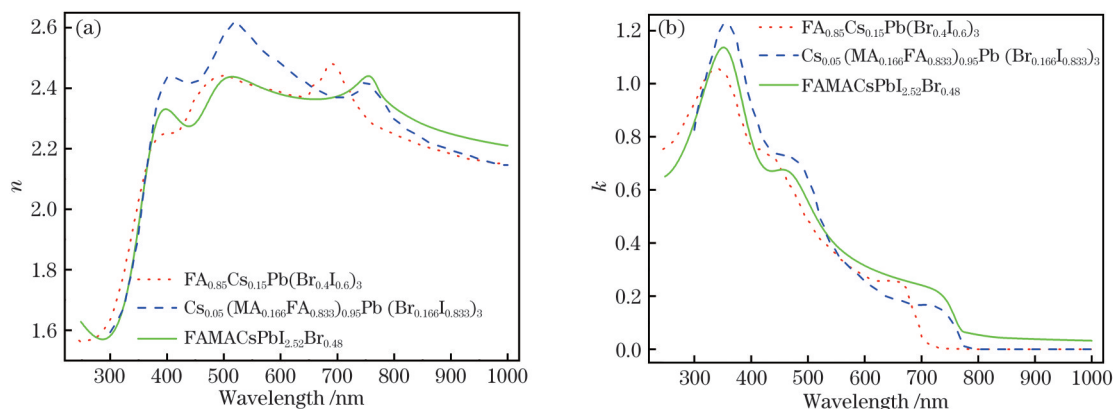 (a)
2.6
2.4
2.2
2.0
1.8
1.6
n
FA0.85Cs0.15Pb(Br0.4I0.6)3
Cs0.05(MA0.166FA0.833)0.95Pb (Br0.166I0.833)3
FAMACsPbI2.52Br0.48
300 400 500 600 700 800 900 1000
Wavelength /nm
(b)
1.2
1.0
0.8
0.6
0.4
0.2
0.0
k
FA0.85Cs0.15Pb(Br0.4I0.6)3
Cs0.05(MA0.166FA0.833)0.95Pb (Br0.166I0.833)3
FAMACsPbI2.52Br0.48
300 400 500 600 700 800 900 1000
Wavelength /nm